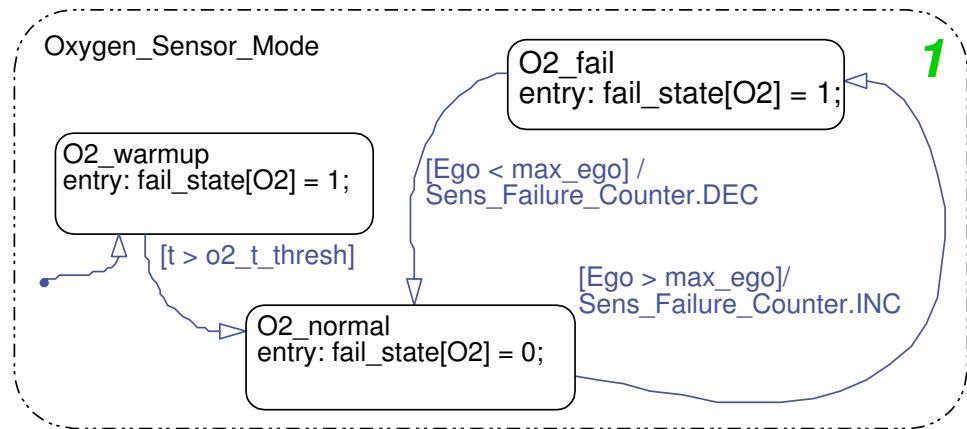 Oxygen_Sensor_Mode
1
O2_fail
entry: fail_state[O2] = 1;
O2_warmup
entry: fail_state[O2] = 1;
[Ego < max_ego] /
Sens_Failure_Counter.DEC
[t > o2_t_thresh]
[Ego > max_ego]/
Sens_Failure_Counter.INC
O2_normal
entry: fail_state[O2] = 0;